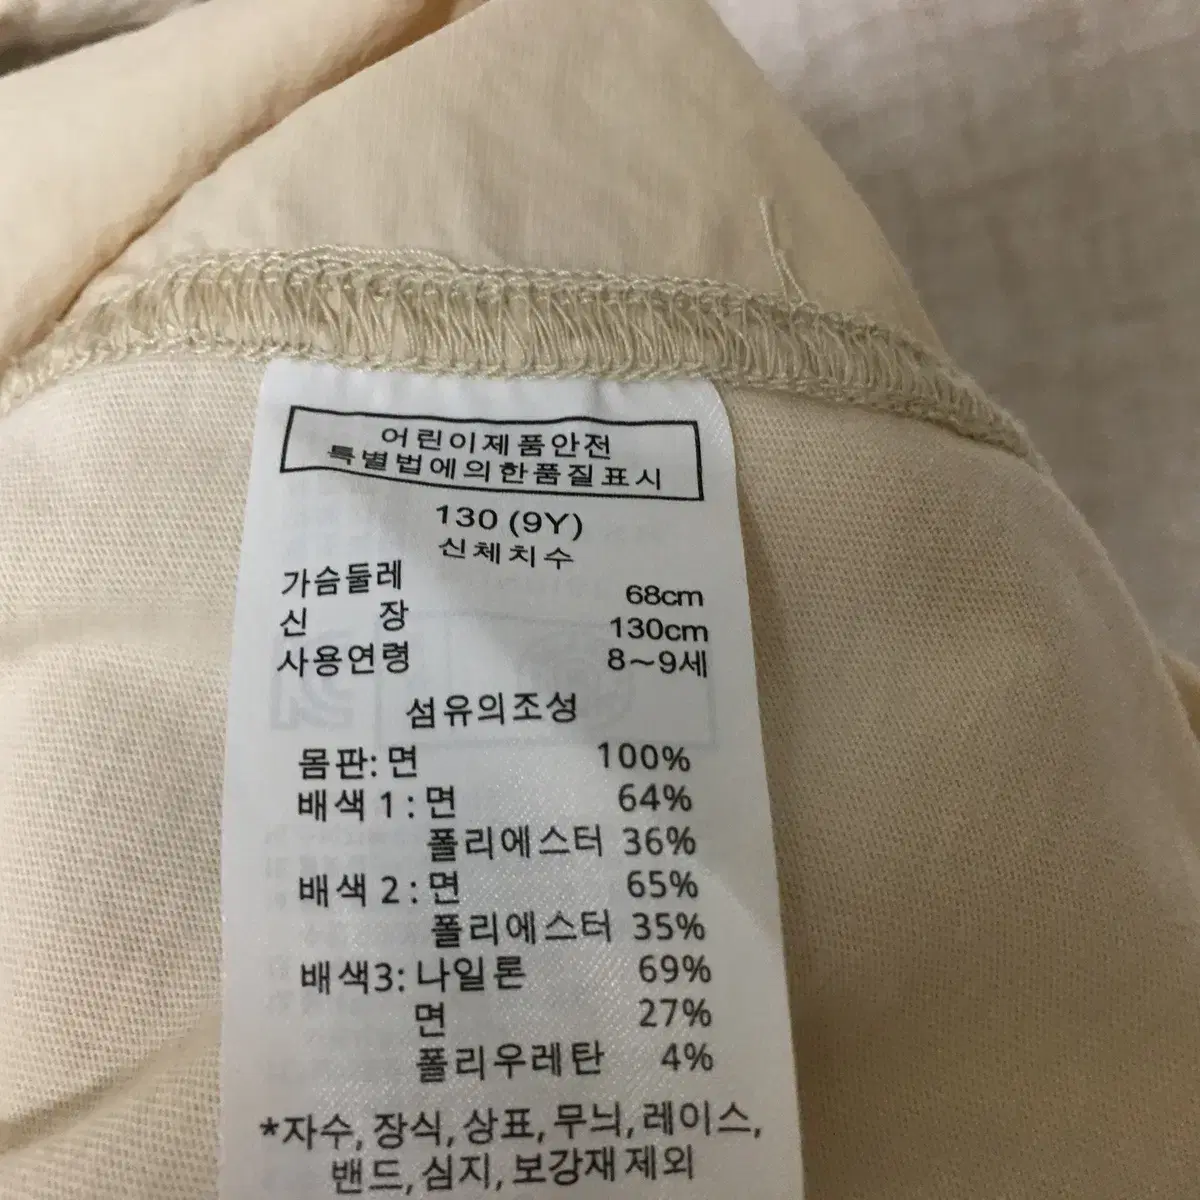 어린이제품안전
특별법에의한품질표시
130 (9Y)
신체치수
가슴둘레 68cm
신 장 130cm
사용연령 8~9세
섬유의조성
몸판: 면 100%
배색 1 : 면 64%
폴리에스터 36%
배색 2 : 면 65%
폴리에스터 35%
배색3: 나일론 69%
면 27%
폴리우레탄 4%
*자수, 장식, 상표, 무늬, 레이스,
밴드, 심지, 보강재 제외